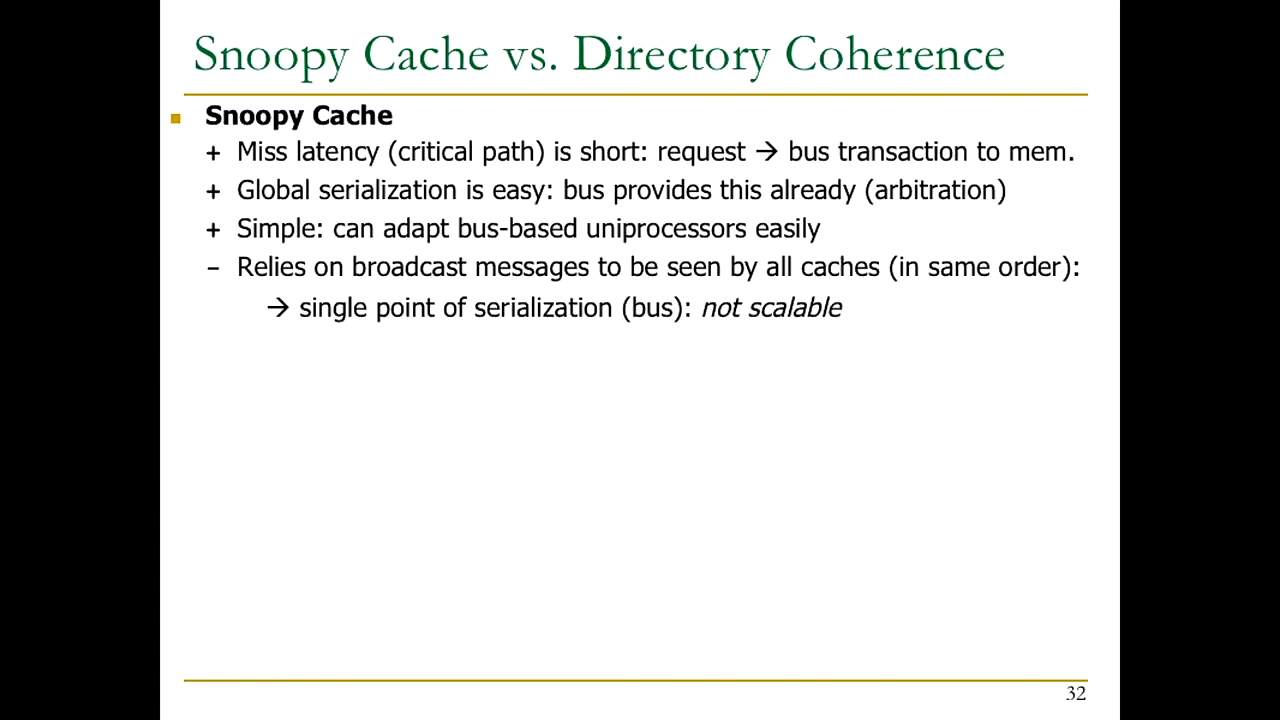 Snoopy Cache vs. Directory Coherence
Snoopy Cache
+ Miss latency (critical path) is short: request → bus transaction to mem.
+ Global serialization is easy: bus provides this already (arbitration)
+ Simple: can adapt bus-based uniprocessors easily
– Relies on broadcast messages to be seen by all caches (in same order):
→ single point of serialization (bus): not scalable
32